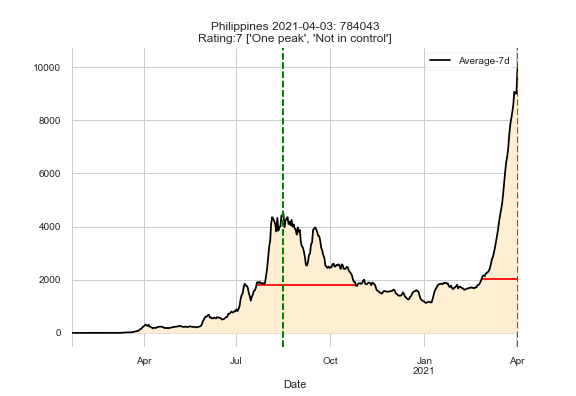 Philippines 2021-04-03: 784043
Rating:7 ['One peak', 'Not in control']
Average-7d
10000
8000
6000
4000
2000
0
Apr
Jul
Oct
Jan
2021
Apr
Date